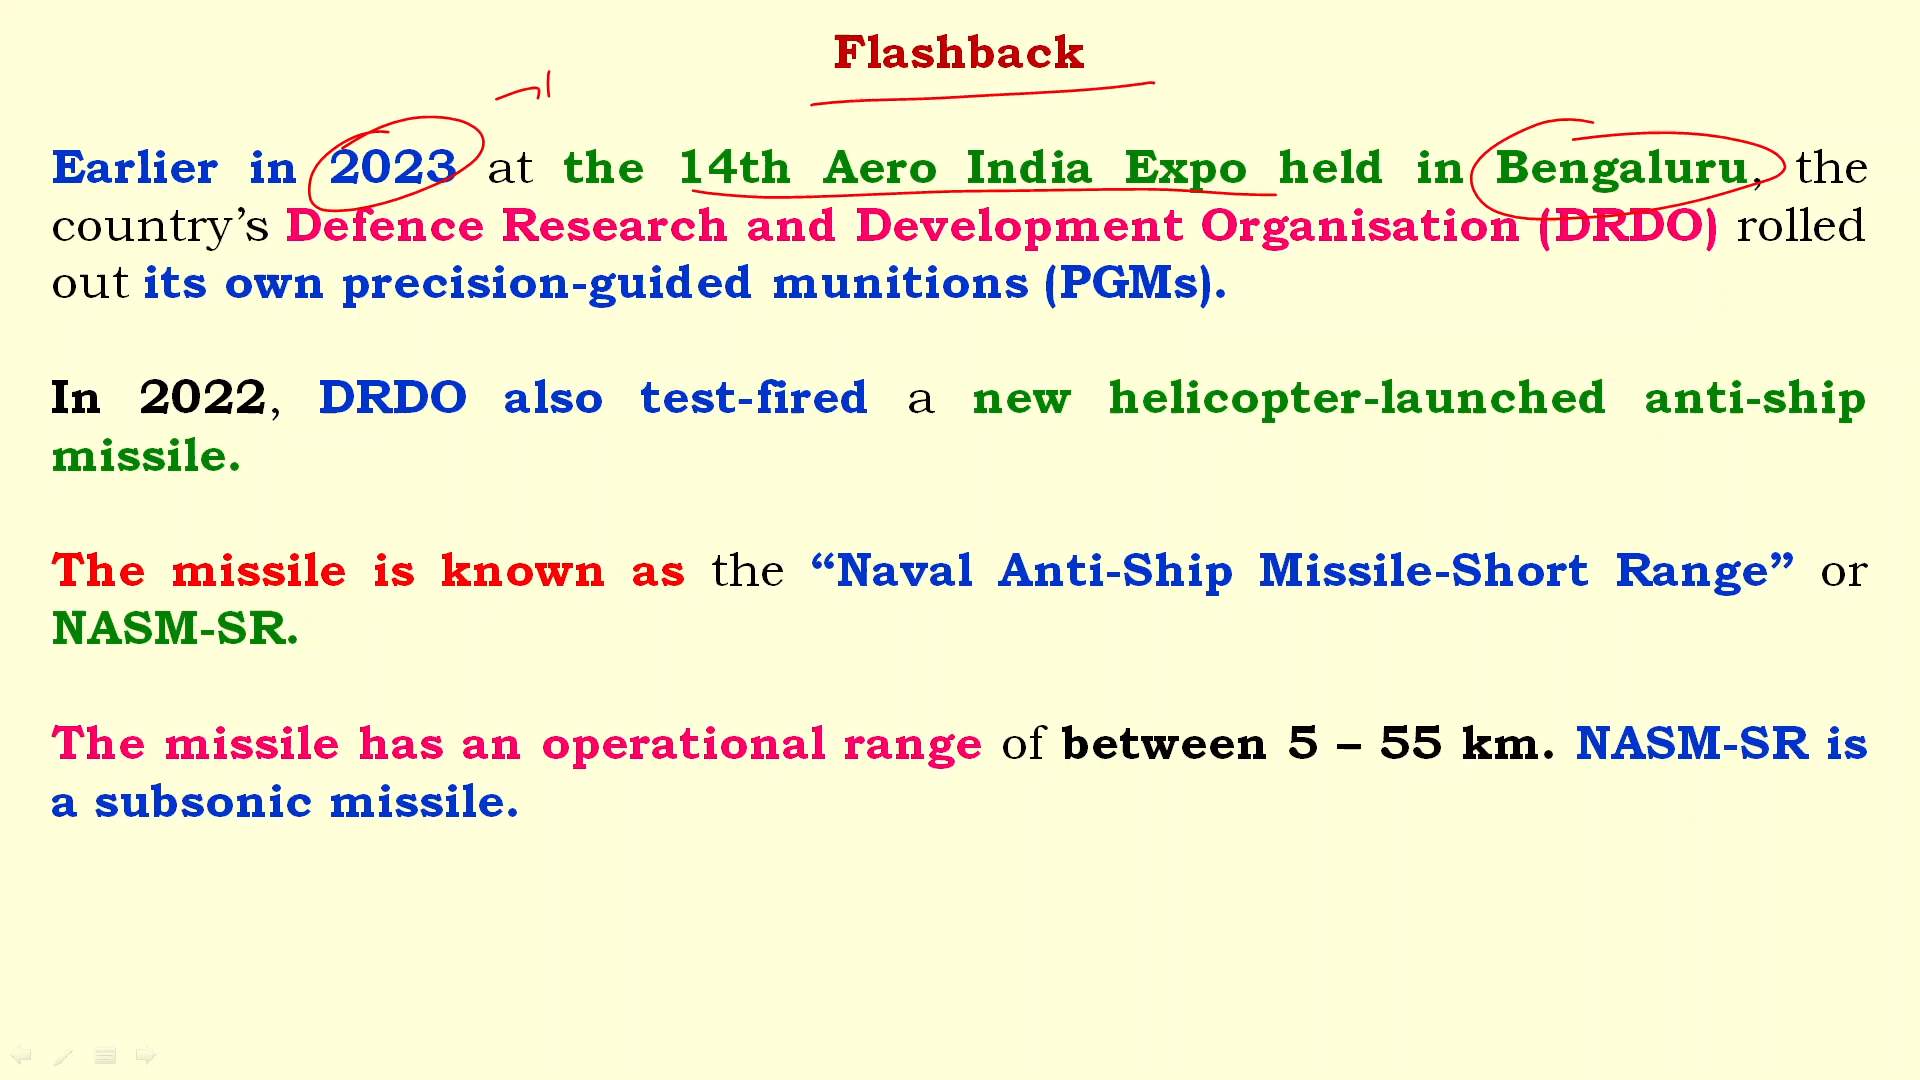 Flashback
Earlier in 2023 at the 14th Aero India Expo held in Bengaluru, the
country’s Defence Research and Development Organisation (DRDO) rolled
out its own precision-guided munitions (PGMs).
In 2022, DRDO also test-fired a new helicopter-launched anti-ship
missile.
The missile is known as the “Naval Anti-Ship Missile-Short Range” or
NASM-SR.
The missile has an operational range of between 5 – 55 km. NASM-SR is
a subsonic missile.